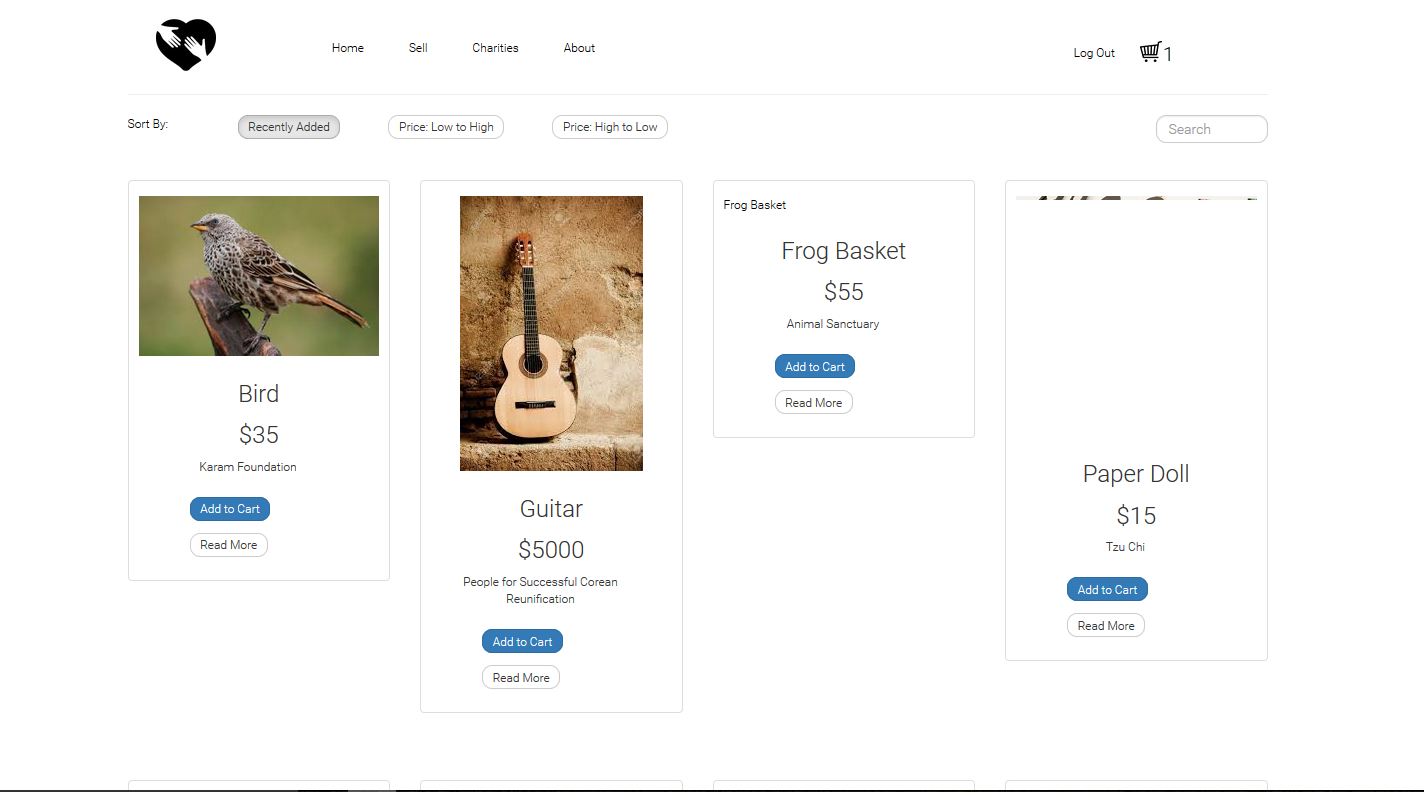 Home
Sell
Charities
About
Log Out
1
Sort By:
Recently Added
Price: Low to High
Price: High to Low
Search
Bird
$35
Karam Foundation
Add to Cart
Read More
Guitar
$5000
People for Successful Corean
Reunification
Add to Cart
Read More
Frog Basket
Frog Basket
$55
Animal Sanctuary
Add to Cart
Read More
Paper Doll
$15
Tzu Chi
Add to Cart
Read More